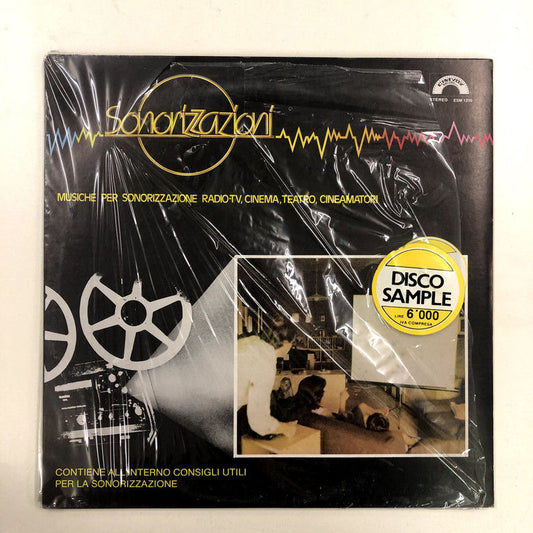 Sonorizzazioni
STEREO
MUSICHE PER SONORIZZAZIONE RADIO-TV, CINEMA, TEATRO, CINEAMATORI
DISCO
SAMPLE
LIRE 6'000
IVA COMPRESA
CONTIENE ALL'INTERNO CONSIGLI UTILI
PER LA SONORIZZAZIONE